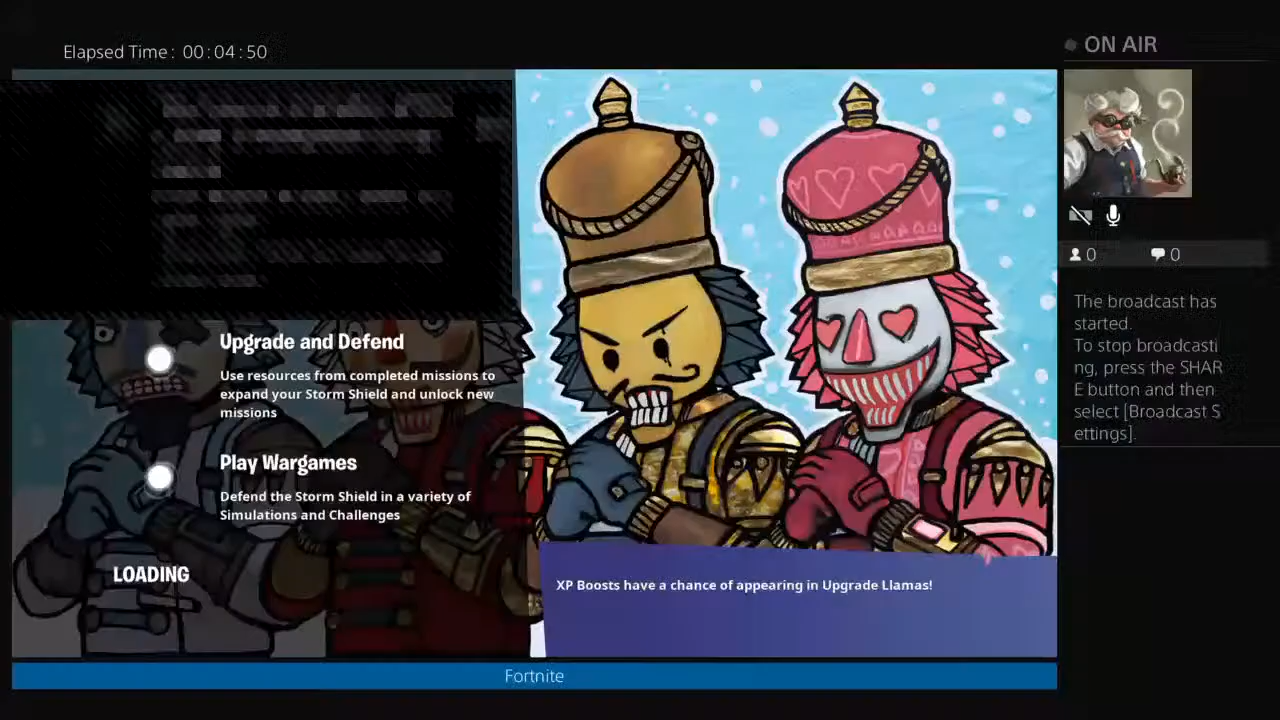 Elapsed Time: 00:04:50
ON AIR
0 0
The broadcast has
started.
To stop broadcasti
ng, press the SHAR
E button and then
select [Broadcast S
ettings].
Upgrade and Defend
Use resources from completed missions to
expand your Storm Shield and unlock new
missions
Play Wargames
Defend the Storm Shield in a variety of
Simulations and Challenges
LOADING
XP Boosts have a chance of appearing in Upgrade Llamas!
Fortnite